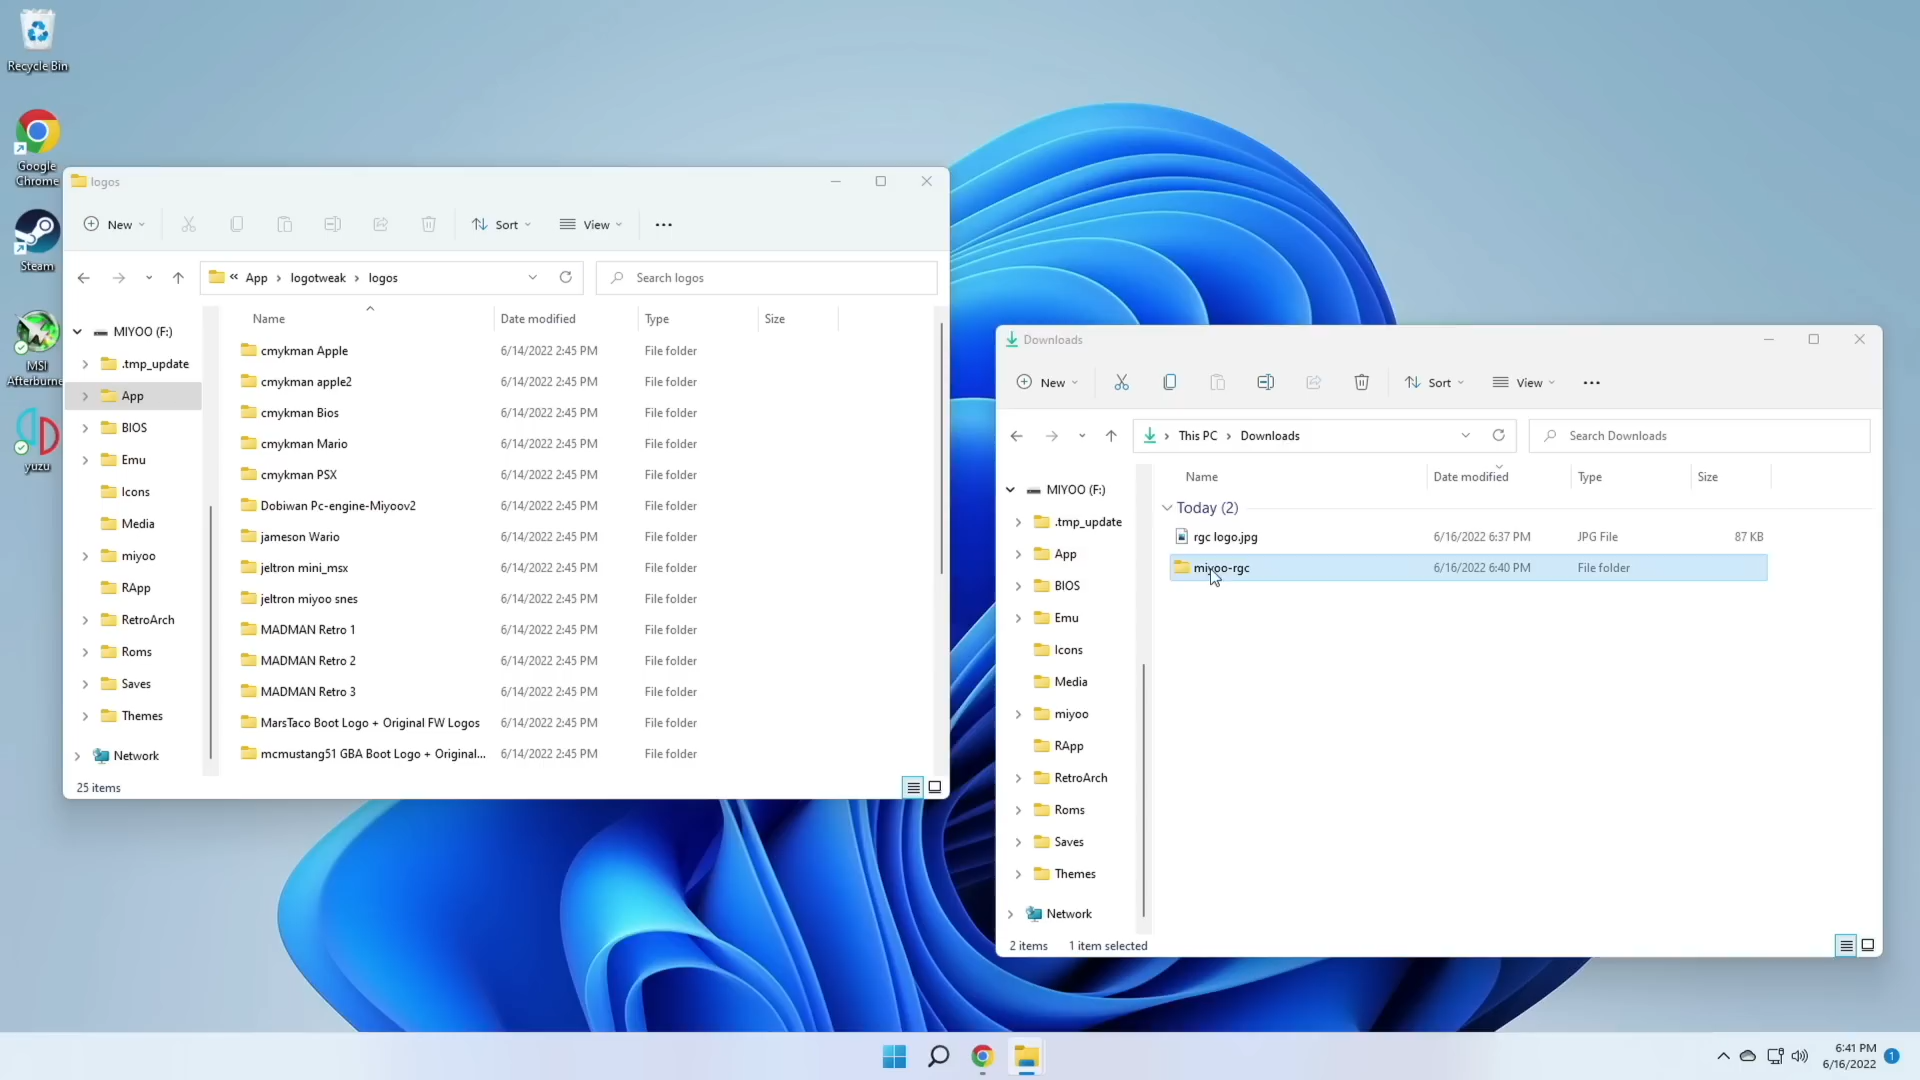 Recycle Bin
Google
Chrome
Steam
MSI
Afterburner
yuzu
logos
New
Sort
View
App
logotweak
logos
Search logos
Name
Date modified
Type
Size
MIYOO (F:)
.tmp_update
App
BIOS
Emu
Icons
Media
miyoo
RApp
RetroArch
Roms
Saves
Themes
Network
cmykman Apple 6/14/2022 2:45 PM File folder
cmykman apple2 6/14/2022 2:45 PM File folder
cmykman Bios 6/14/2022 2:45 PM File folder
cmykman Mario 6/14/2022 2:45 PM File folder
cmykman PSX 6/14/2022 2:45 PM File folder
Dobiwan Pc-engine-Miyoov2 6/14/2022 2:45 PM File folder
jameson Wario 6/14/2022 2:45 PM File folder
jeltron mini_msx 6/14/2022 2:45 PM File folder
jeltron miyoo snes 6/14/2022 2:45 PM File folder
MADMAN Retro 1 6/14/2022 2:45 PM File folder
MADMAN Retro 2 6/14/2022 2:45 PM File folder
MADMAN Retro 3 6/14/2022 2:45 PM File folder
MarsTaco Boot Logo + Original FW Logos 6/14/2022 2:45 PM File folder
mcmustang51 GBA Boot Logo + Original... 6/14/2022 2:45 PM File folder
25 items
Downloads
New
Sort
View
This PC
Downloads
Search Downloads
Name
Date modified
Type
Size
MIYOO (F:)
.tmp_update
App
BIOS
Emu
Icons
Media
miyoo
RApp
RetroArch
Roms
Saves
Themes
Network
Today (2)
rgc logo.jpg 6/16/2022 6:37 PM JPG File 87 KB
miyoo-rgc 6/16/2022 6:40 PM File folder
2 items 1 item selected
6:41 PM
6/16/2022
1